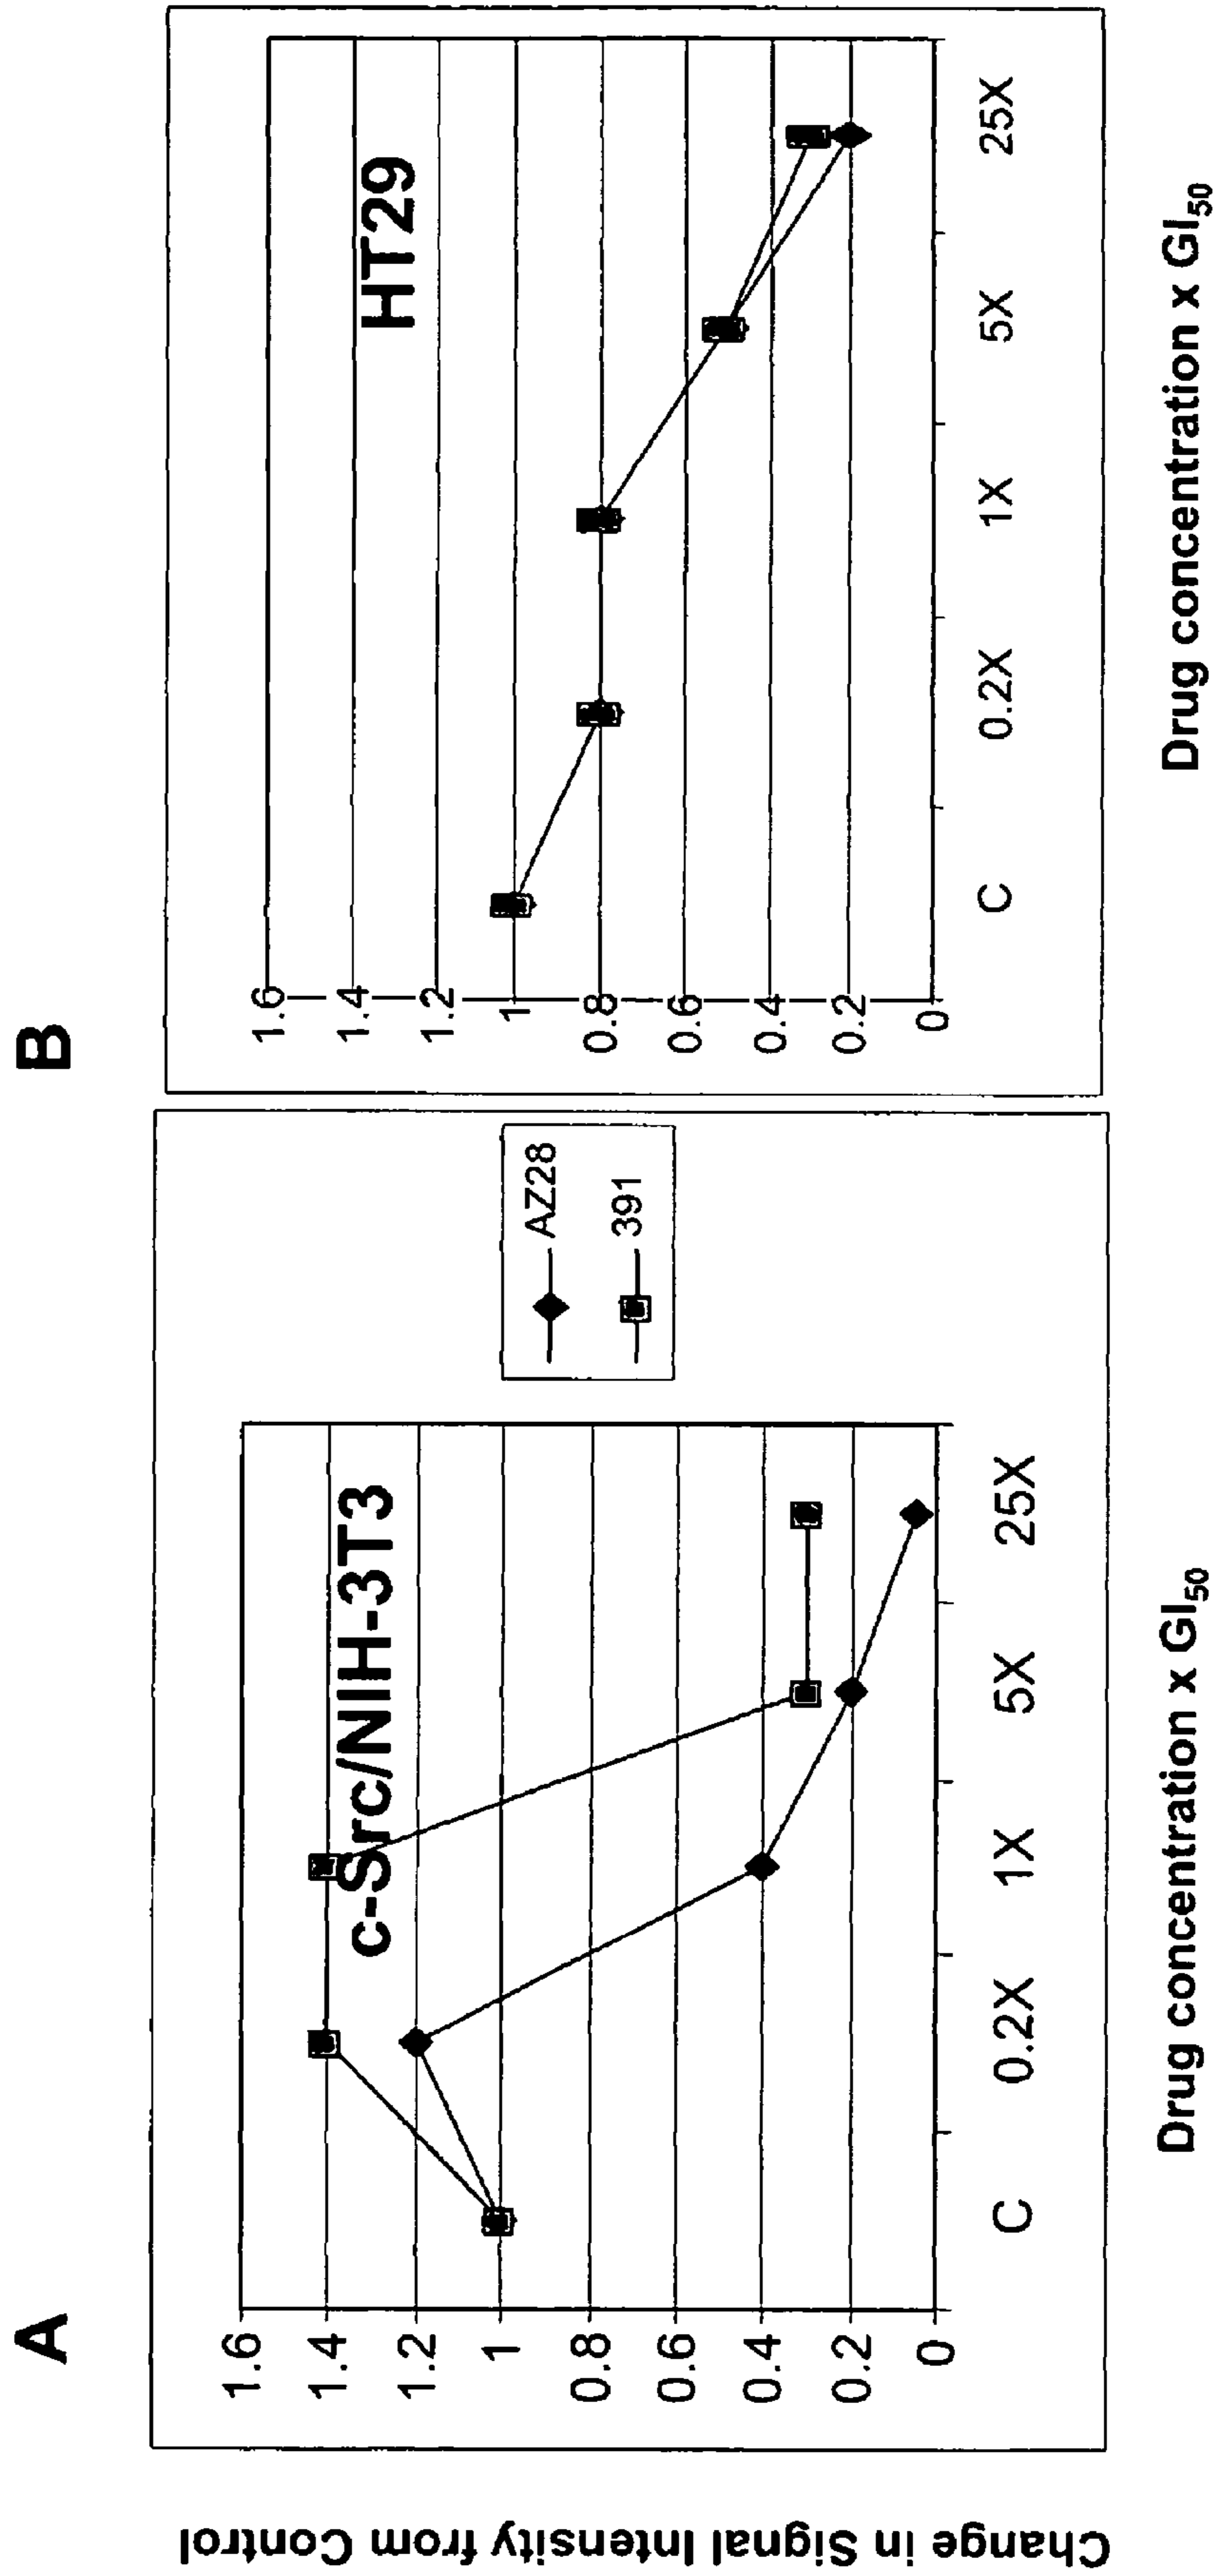 A
Change in Signal Intensity from Control
1.6
1.4
1.2
1
0.8
0.6
0.4
0.2
0
c-Src/NIH-3T3
C 0.2X 1X 5X 25X
Drug concentration x GI50
AZ28
391
B
1.6
1.4
1.2
1
0.8
0.6
0.4
0.2
0
HT29
C 0.2X 1X 5X 25X
Drug concentration x GI50